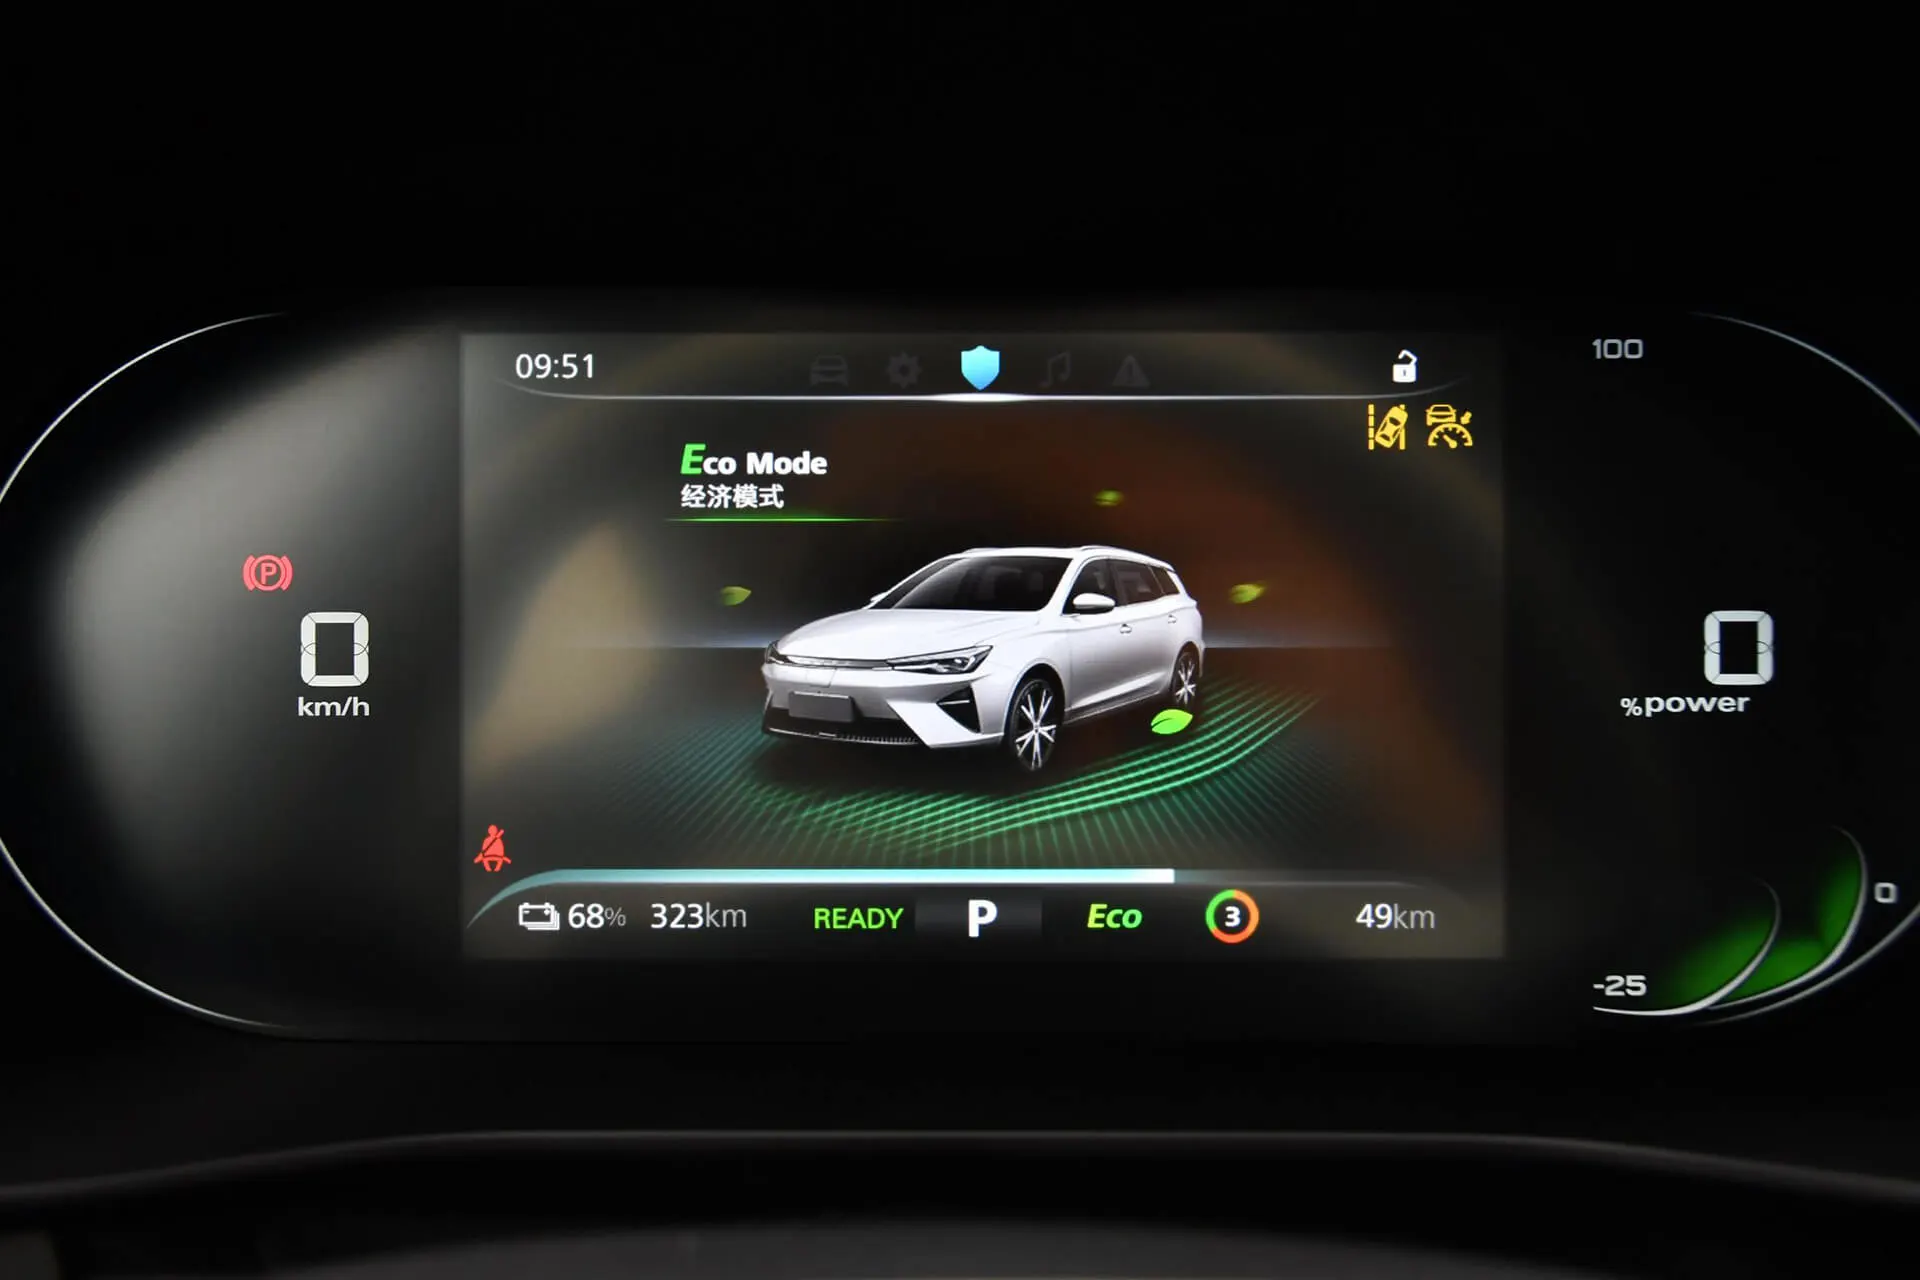 09:51
Eco Mode
经济模式
P
0
km/h
100
0
%power
0
-25
68% 323km READY P Eco 3 49km